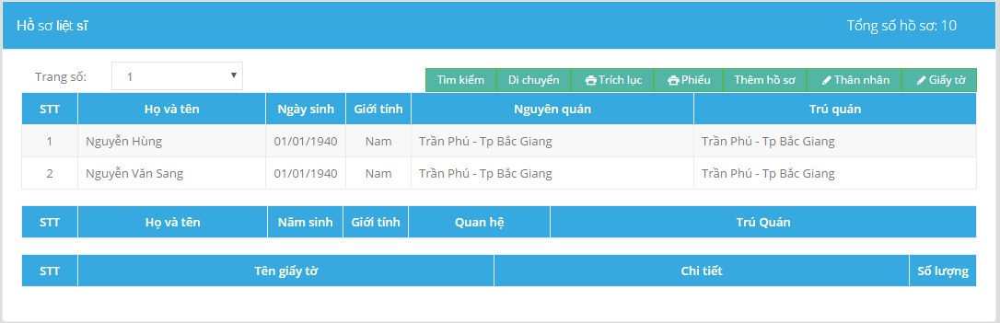 Hồ sơ liệt sĩ Tổng số hồ sơ: 10
Trang số: 1
Tìm kiếm Di chuyển Trích lục Phiếu Thêm hồ sơ Thân nhân Giấy tờ
STT Họ và tên Ngày sinh Giới tính Nguyên quán Trú quán
1 Nguyễn Hùng 01/01/1940 Nam Trần Phú - Tp Bắc Giang Trần Phú - Tp Bắc Giang
2 Nguyễn Văn Sang 01/01/1940 Nam Trần Phú - Tp Bắc Giang Trần Phú - Tp Bắc Giang
STT Họ và tên Năm sinh Giới tính Quan hệ Trú Quán
STT Tên giấy tờ Chi tiết Số lượng